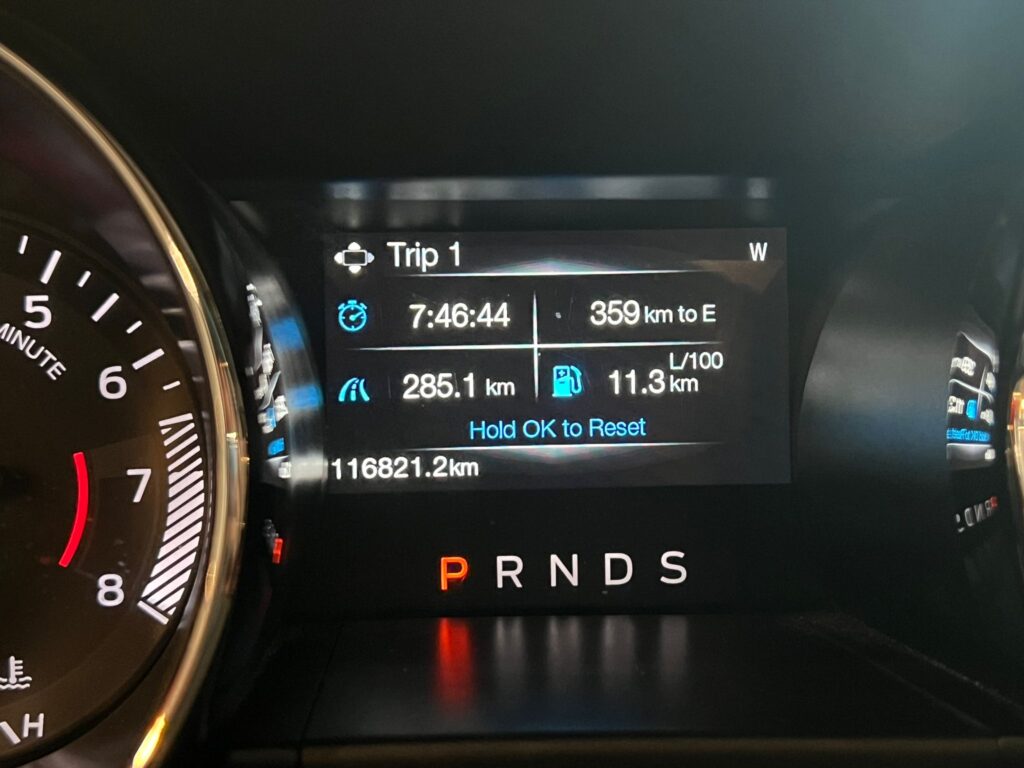 Trip 1
W
7:46:44
359 km to E
285.1 km
11.3 L/100 km
Hold OK to Reset
116821.2km
P R N D S
5
MINUTE
6
7
8
H